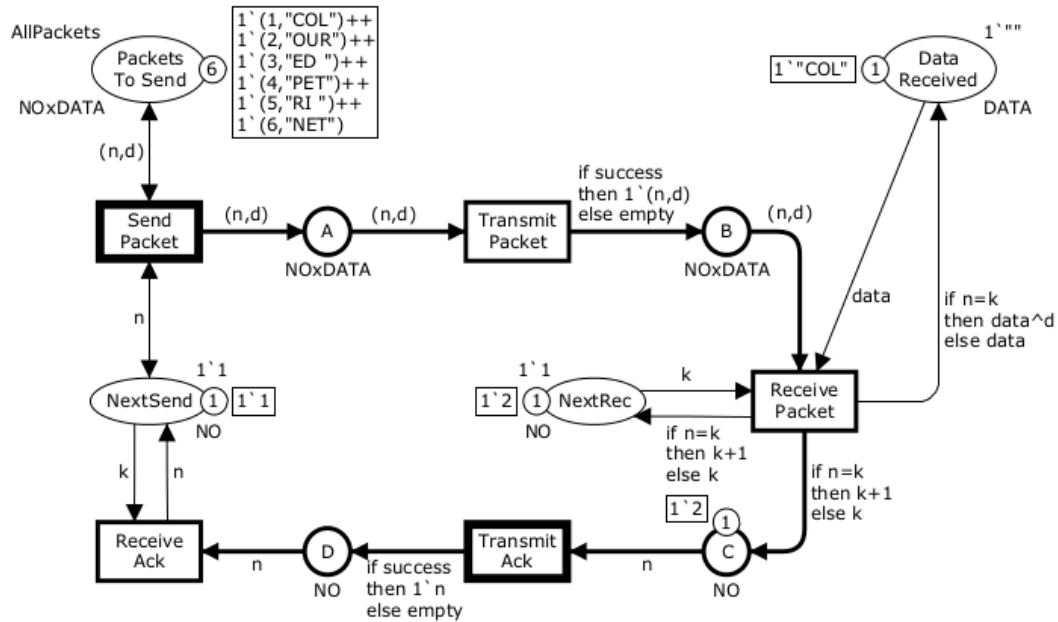 AllPackets
Packets
To Send
6
1`(1,"COL")++
1`(2,"OUR")++
1`(3,"ED ")++
1`(4,"PET")++
1`(5,"RI ")++
1`(6,"NET")
NOxDATA
1`""
1`"COL"
1
Data
Received
DATA
(n,d)
Send
Packet
(n,d)
A
NOxDATA
(n,d)
Transmit
Packet
if success
then 1`(n,d)
else empty
B
NOxDATA
(n,d)
data
if n=k
then data^d
else data
n
1`1
NextSend
1
1`1
NO
1`1
1`2
1
NextRec
NO
k
Receive
Packet
if n=k
then k+1
else k
if n=k
then k+1
else k
k
n
Receive
Ack
n
D
NO
if success
then 1`n
else empty
Transmit
Ack
n
1`2
1
C
NO